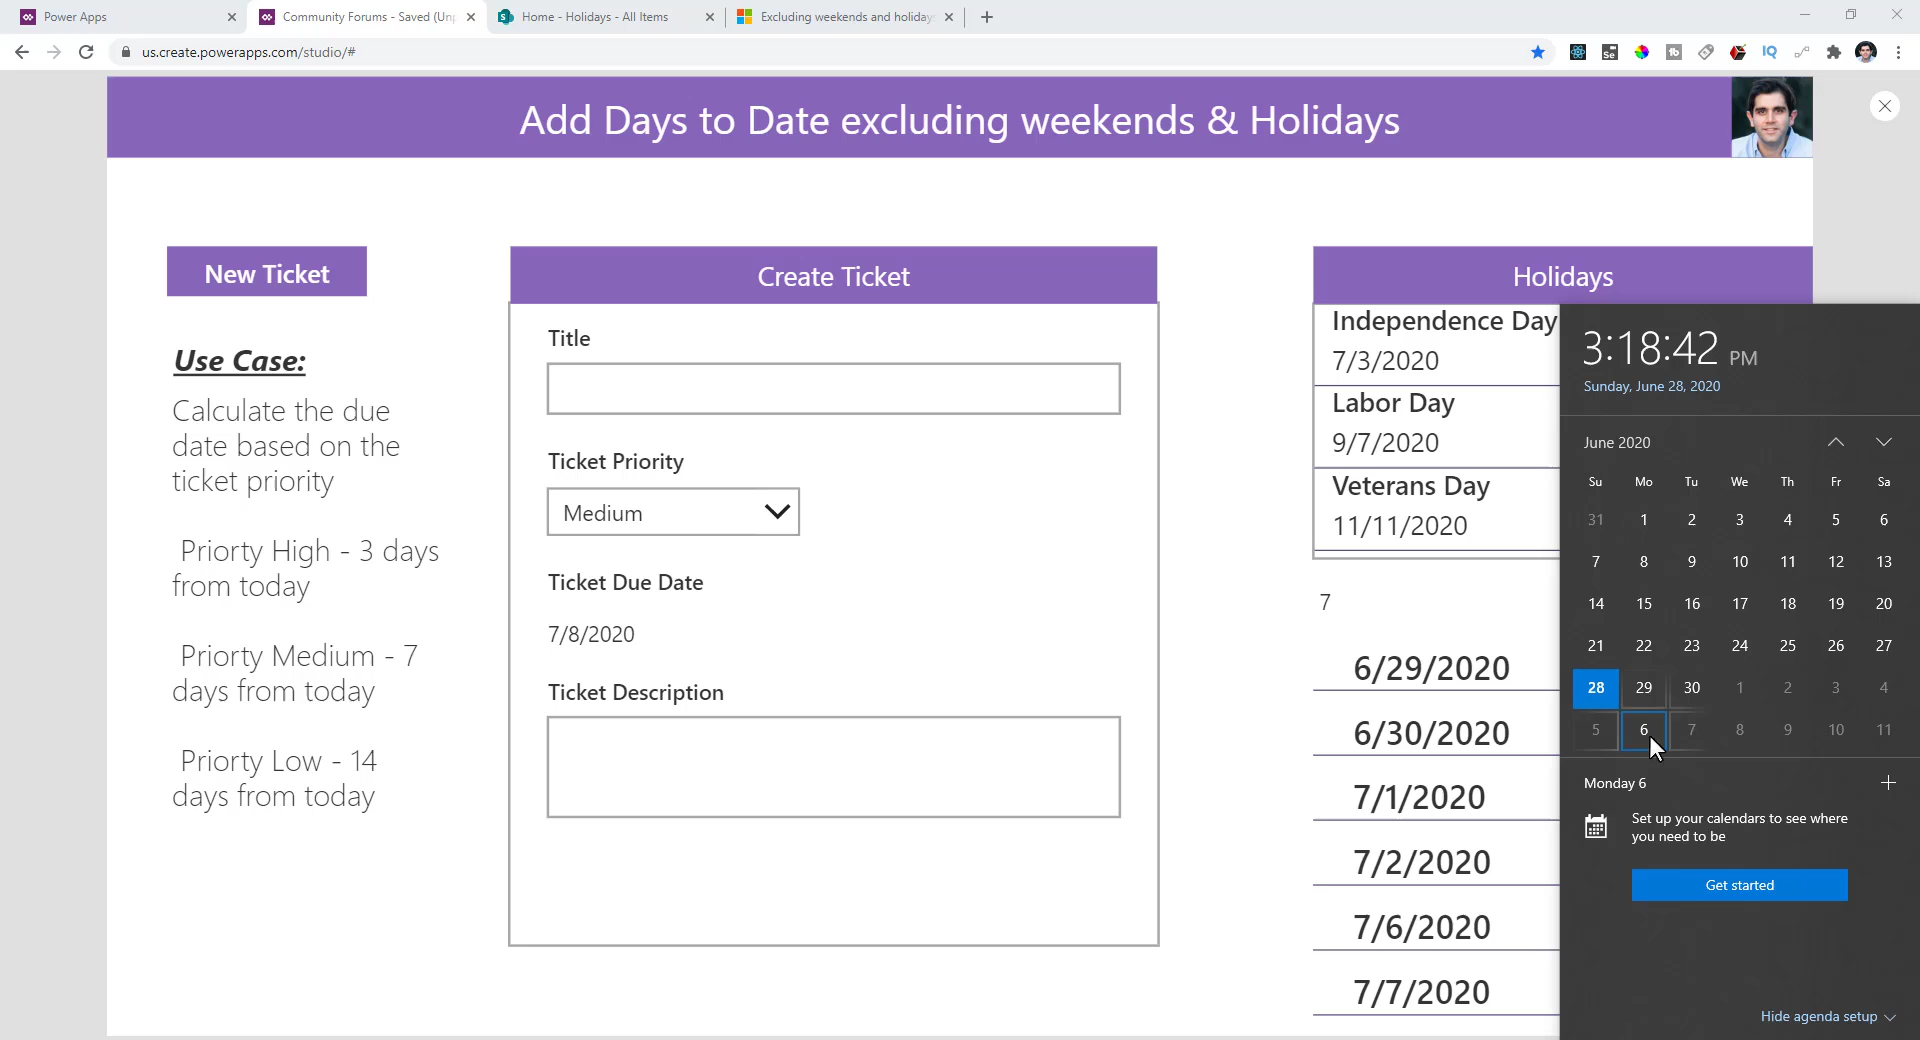 Power Apps
Community Forums - Saved (Unp
Home - Holidays - All Items
Excluding weekends and holiday
us.create.powerapps.com/studio/#
Se
tb
IQ
Add Days to Date excluding weekends & Holidays
New Ticket
Use Case:
Calculate the due
date based on the
ticket priority
Priorty High - 3 days
from today
Priorty Medium - 7
days from today
Priorty Low - 14
days from today
Create Ticket
Title
Ticket Priority
Medium
Ticket Due Date
7/8/2020
Ticket Description
Holidays
Independence Day
7/3/2020
Labor Day
9/7/2020
Veterans Day
11/11/2020
7
6/29/2020
6/30/2020
7/1/2020
7/2/2020
7/6/2020
7/7/2020
3:18:42 PM
Sunday, June 28, 2020
June 2020
Su Mo Tu We Th Fr Sa
31 1 2 3 4 5 6
7 8 9 10 11 12 13
14 15 16 17 18 19 20
21 22 23 24 25 26 27
28 29 30 1 2 3 4
5 6 7 8 9 10 11
Monday 6
Set up your calendars to see where
you need to be
Get started
Hide agenda setup